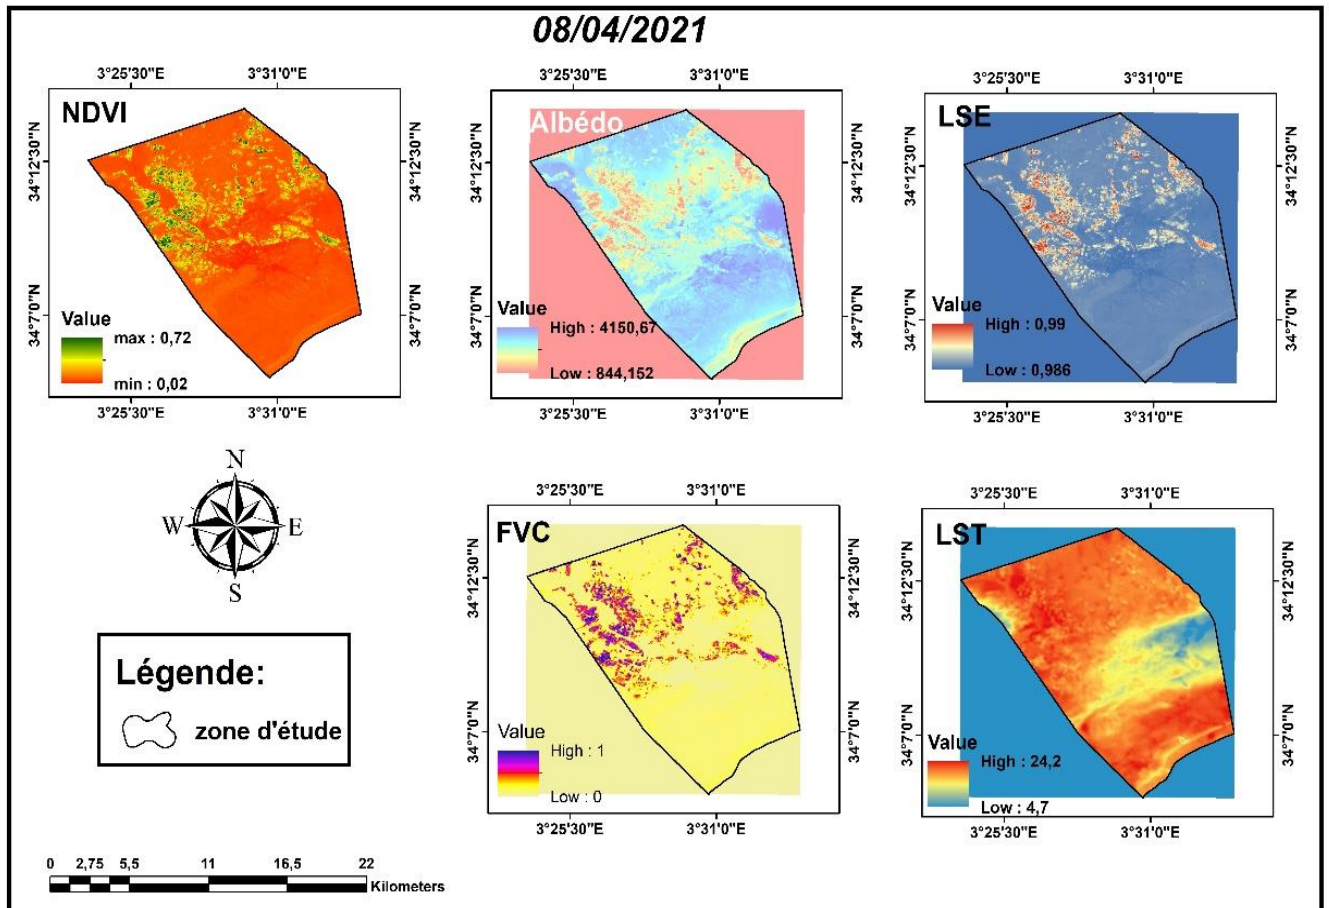 08/04/2021
3°25'30"E 3°31'0"E
NDVI
34°12'30"N
34°7'0"N
Value
max : 0,72
min : 0,02
3°25'30"E 3°31'0"E
3°25'30"E 3°31'0"E
Albédo
34°12'30"N 34°12'30"N
34°7'0"N 34°7'0"N
Value
High : 4150,67
Low : 844,152
3°25'30"E 3°31'0"E
3°25'30"E 3°31'0"E
LSE
34°12'30"N 34°12'30"N
34°7'0"N 34°7'0"N
Value
High : 0,99
Low : 0,986
3°25'30"E 3°31'0"E
N
W E
S
Légende:
zone d'étude
0 2,75 5,5 11 16,5 22
Kilometers
3°25'30"E 3°31'0"E
FVC
34°12'30"N 34°12'30"N
34°7'0"N 34°7'0"N
Value
High : 1
Low : 0
3°25'30"E 3°31'0"E
3°25'30"E 3°31'0"E
LST
34°12'30"N 34°12'30"N
34°7'0"N 34°7'0"N
Value
High : 24,2
Low : 4,7
3°25'30"E 3°31'0"E